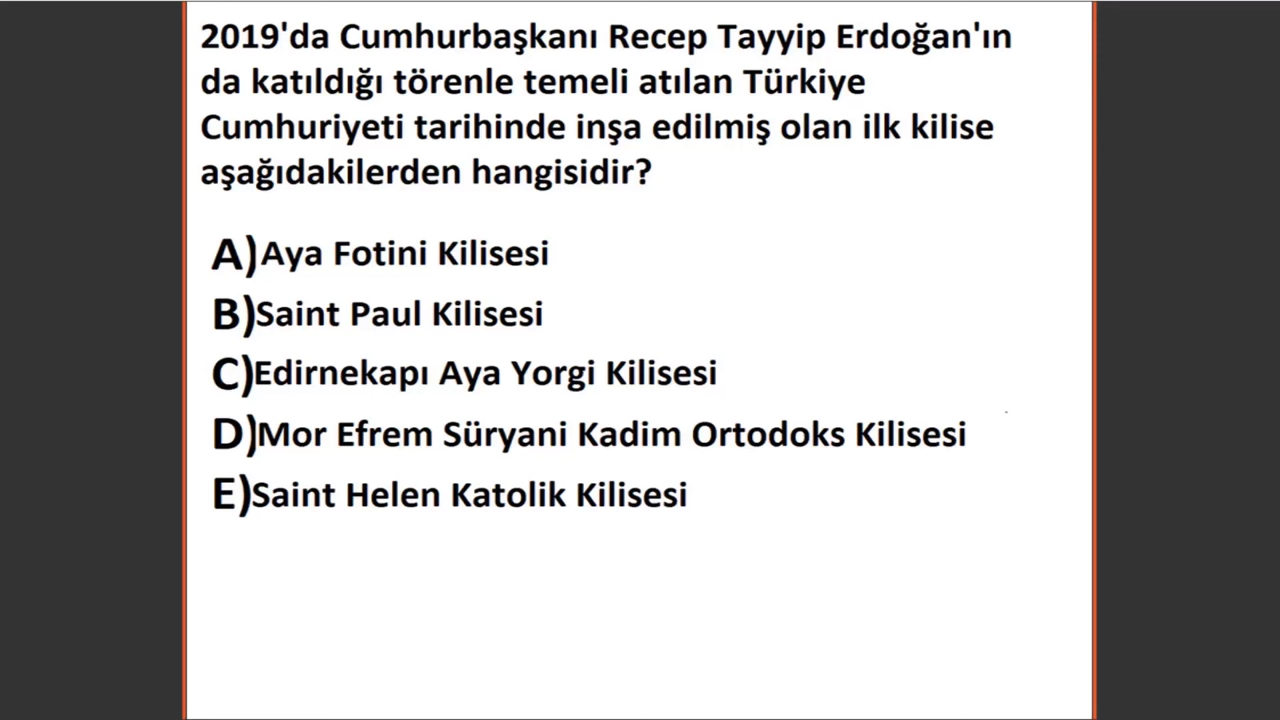 2019'da Cumhurbaşkanı Recep Tayyip Erdoğan'ın
da katıldığı törenle temeli atılan Türkiye
Cumhuriyeti tarihinde inşa edilmiş olan ilk kilise
aşağıdakilerden hangisidir?
A)Aya Fotini Kilisesi
B)Saint Paul Kilisesi
C)Edirnekapı Aya Yorgi Kilisesi
D)Mor Efrem Süryani Kadim Ortodoks Kilisesi
E)Saint Helen Katolik Kilisesi